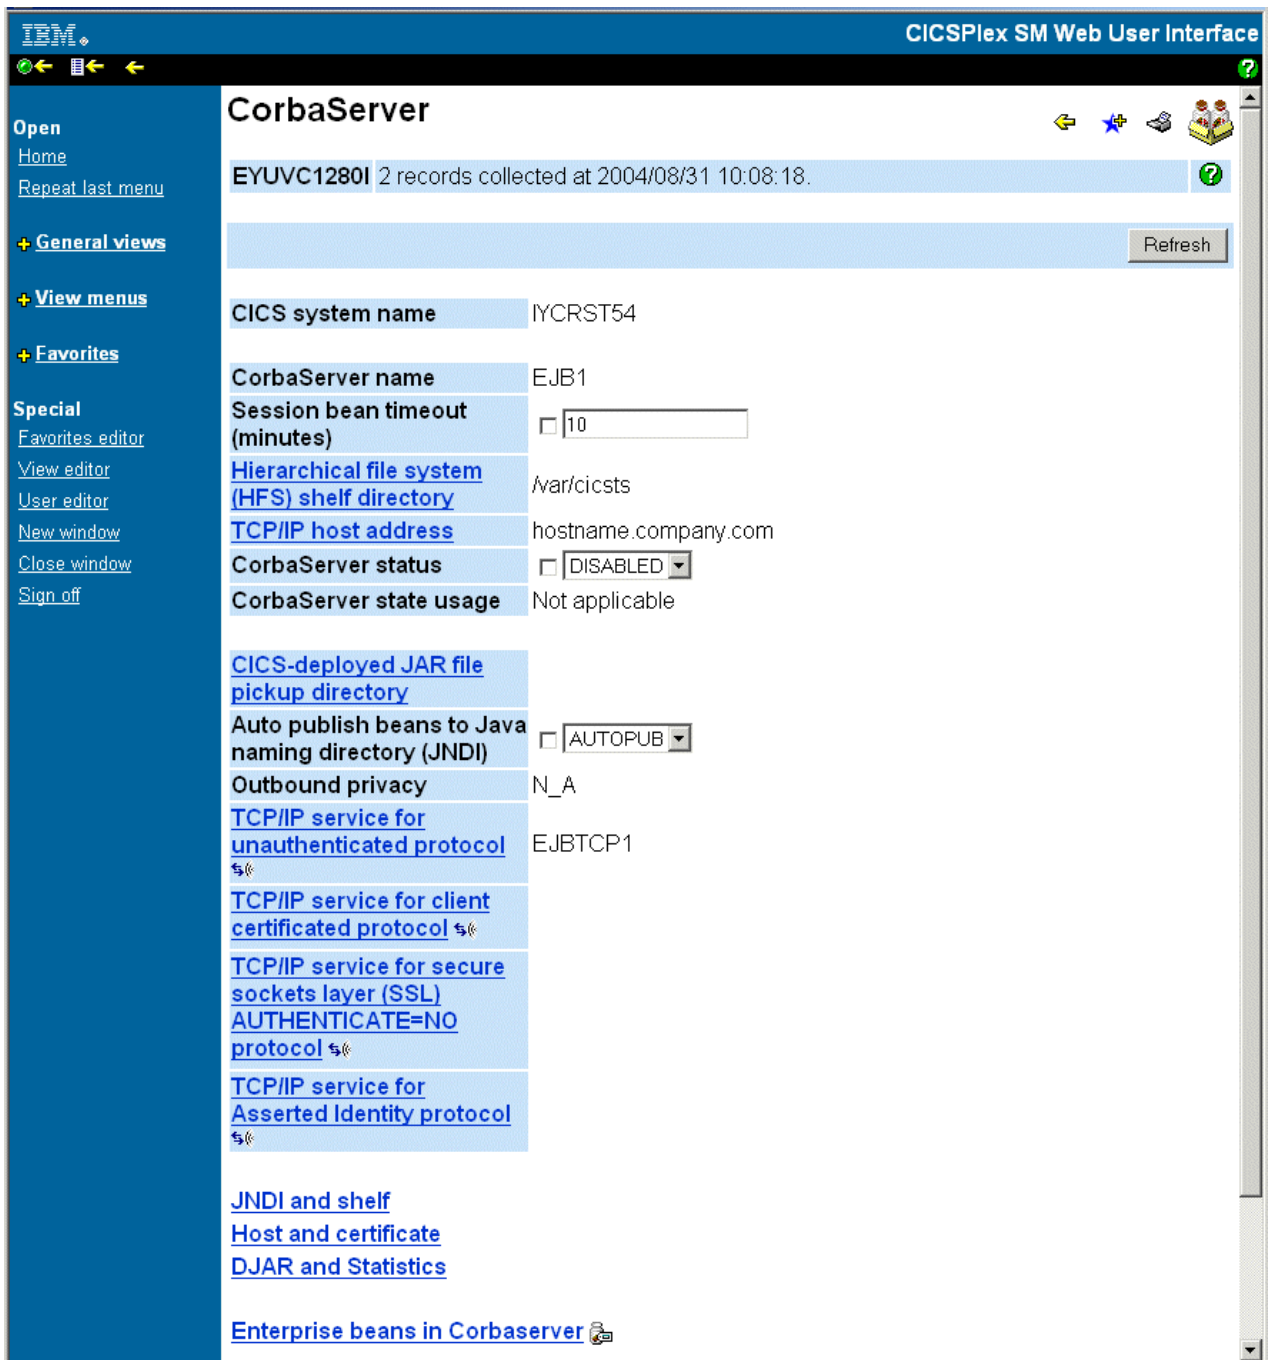 IBM.
CICSPlex SM Web User Interface
CorbaServer
Open
Home
Repeat last menu
General views
View menus
Favorites
Special
Favorites editor
View editor
User editor
New window
Close window
Sign off
EYUVC1280I 2 records collected at 2004/08/31 10:08:18.
Refresh
CICS system name IYCRST54
CorbaServer name EJB1
Session bean timeout
(minutes) 10
Hierarchical file system
(HFS) shelf directory /var/cicsts
TCP/IP host address hostname.company.com
CorbaServer status DISABLED
CorbaServer state usage Not applicable
CICS-deployed JAR file
pickup directory
Auto publish beans to Java
naming directory (JNDI) AUTOPUB
Outbound privacy N_A
TCP/IP service for
unauthenticated protocol EJBTCP1
TCP/IP service for client
certificated protocol
TCP/IP service for secure
sockets layer (SSL)
AUTHENTICATE=NO
protocol
TCP/IP service for
Asserted Identity protocol
JNDI and shelf
Host and certificate
DJAR and Statistics
Enterprise beans in Corbaserver